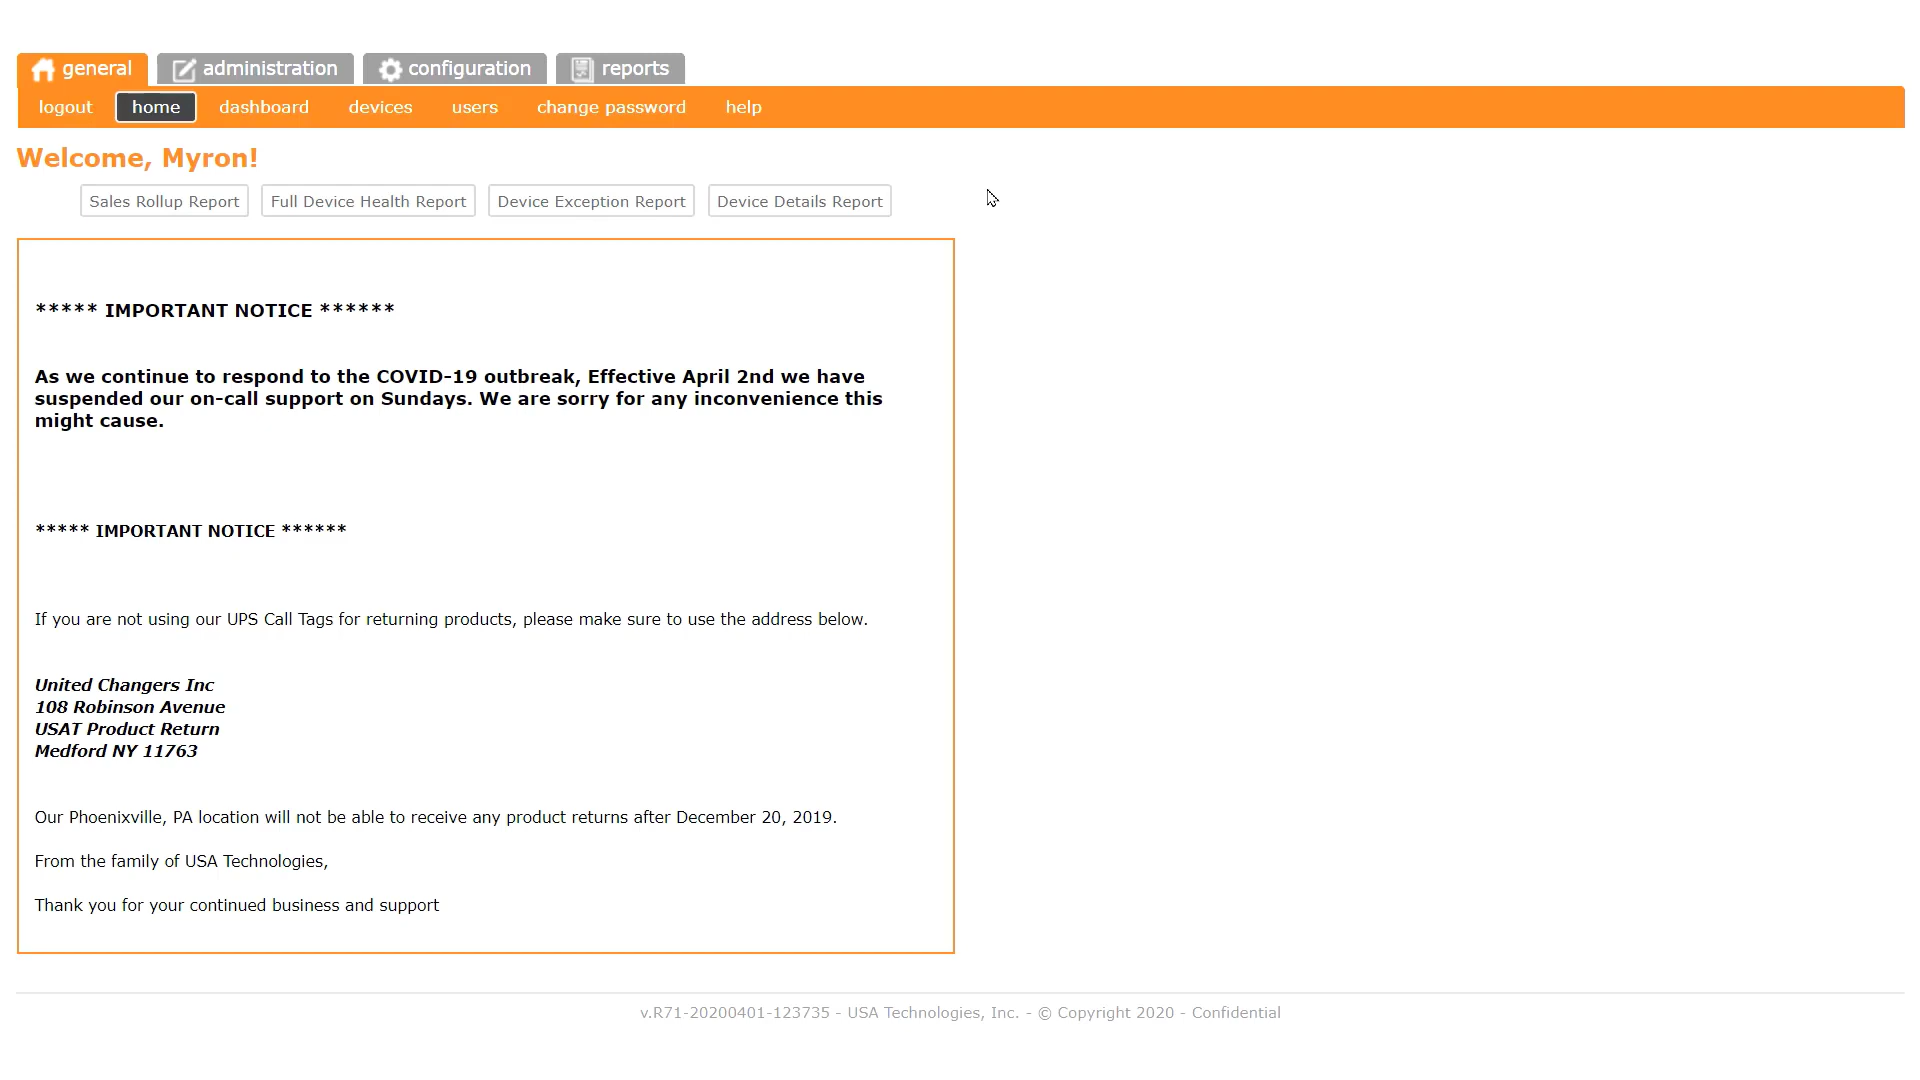 general administration configuration reports
logout home dashboard devices users change password help
Welcome, Myron!
Sales Rollup Report Full Device Health Report Device Exception Report Device Details Report
***** IMPORTANT NOTICE ******
As we continue to respond to the COVID-19 outbreak, Effective April 2nd we have
suspended our on-call support on Sundays. We are sorry for any inconvenience this
might cause.
***** IMPORTANT NOTICE ******
If you are not using our UPS Call Tags for returning products, please make sure to use the address below.
United Changers Inc
108 Robinson Avenue
USAT Product Return
Medford NY 11763
Our Phoenixville, PA location will not be able to receive any product returns after December 20, 2019.
From the family of USA Technologies,
Thank you for your continued business and support
v.R71-20200401-123735 - USA Technologies, Inc. - © Copyright 2020 - Confidential